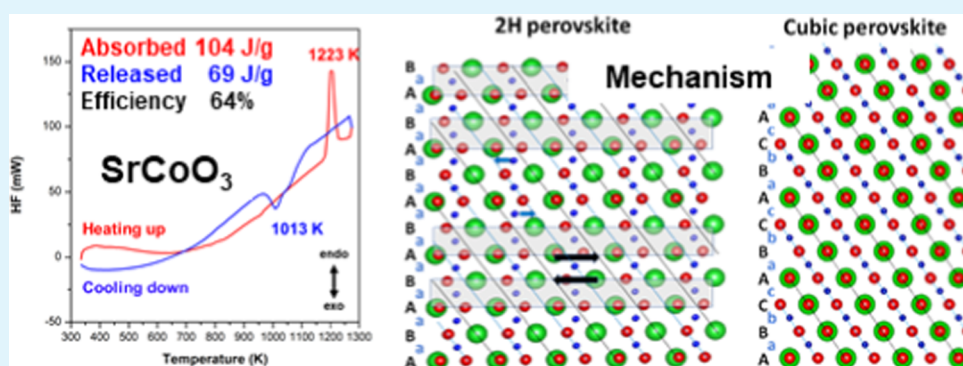 Absorbed 104 J/g
Released 69 J/g
Efficiency 64%
1223 K
SrCoO₃
1013 K
Heating up
Cooling down
endo
exo
HF (mW)
150
100
50
0
-50
300 400 500 600 700 800 900 1000 1100 1200 1300
Temperature (K)
2H perovskite
Mechanism
B
a
A
B
a
A
a
B
a
A
a
B
a
A
a
B
a
A
a
B
a
A
Cubic perovskite
A
c
C
b
B
a
A
c
C
b
B
a
A
c
C
b
B
a
A